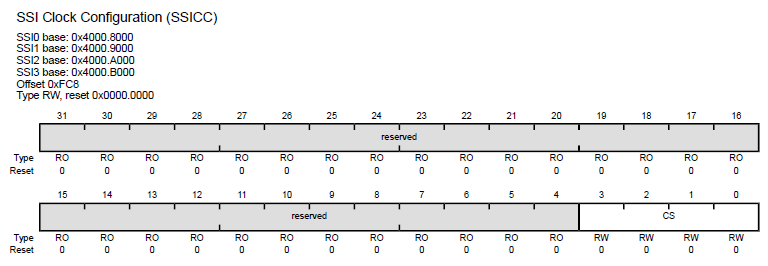 SSI Clock Configuration (SSICC)
SSI0 base: 0x4000.8000
SSI1 base: 0x4000.9000
SSI2 base: 0x4000.A000
SSI3 base: 0x4000.B000
Offset 0xFC8
Type RW, reset 0x0000.0000
31 30 29 28 27 26 25 24 23 22 21 20 19 18 17 16
reserved
Type RO RO RO RO RO RO RO RO RO RO RO RO RO RO RO RO
Reset 0 0 0 0 0 0 0 0 0 0 0 0 0 0 0 0
15 14 13 12 11 10 9 8 7 6 5 4 3 2 1 0
reserved CS
Type RO RO RO RO RO RO RO RO RO RO RO RO RW RW RW RW
Reset 0 0 0 0 0 0 0 0 0 0 0 0 0 0 0 0